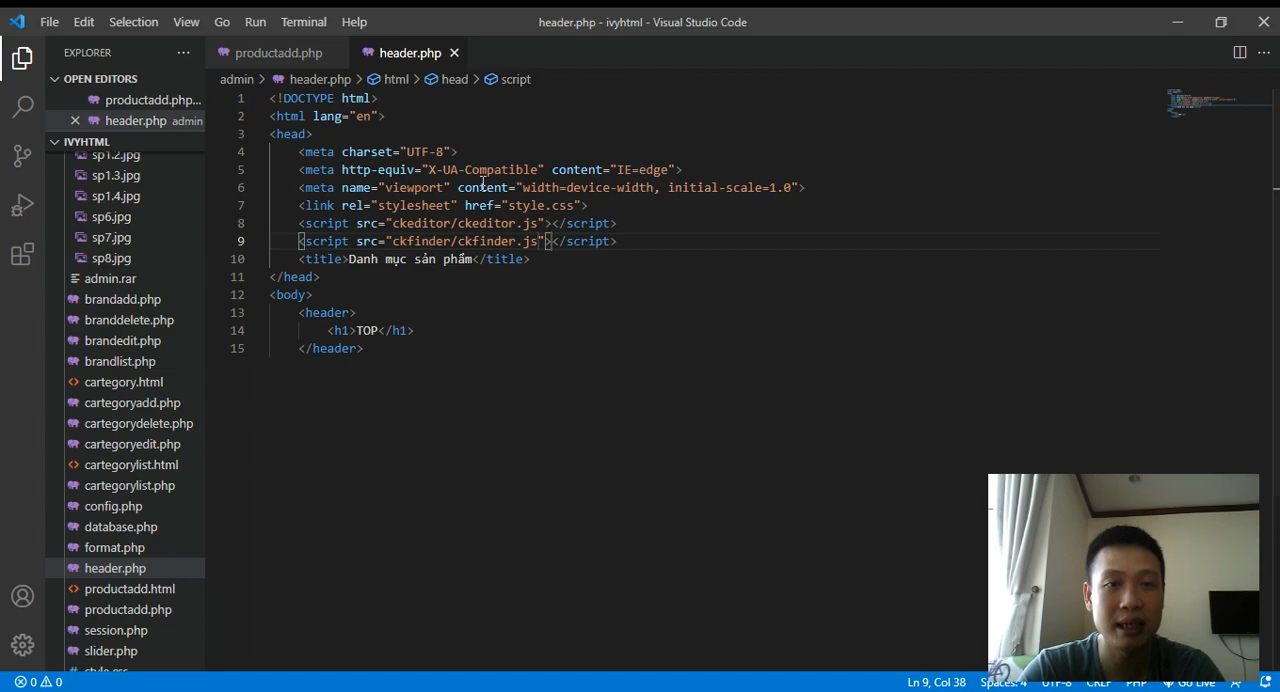 File Edit Selection View Go Run Terminal Help header.php - ivyhtml - Visual Studio Code
EXPLORER
OPEN EDITORS
productadd.php...
header.php admin
IVYHTML
sp1.2.jpg
sp1.3.jpg
sp1.4.jpg
sp6.jpg
sp7.jpg
sp8.jpg
admin.rar
brandadd.php
branddelete.php
brandedit.php
brandlist.php
cartegory.html
cartegoryadd.php
cartegorydelete.php
cartegoryedit.php
cartegorylist.html
cartegorylist.php
config.php
database.php
format.php
header.php
productadd.html
productadd.php
session.php
slider.php
style.css
productadd.php header.php
admin > header.php > html > head > script
1 <!DOCTYPE html>
2 <html lang="en">
3 <head>
4 <meta charset="UTF-8">
5 <meta http-equiv="X-UA-Compatible" content="IE=edge">
6 <meta name="viewport" content="width=device-width, initial-scale=1.0">
7 <link rel="stylesheet" href="style.css">
8 <script src="ckeditor/ckeditor.js"></script>
9 <script src="ckfinder/ckfinder.js"></script>
10 <title>Danh mục sản phẩm</title>
11 </head>
12 <body>
13 <header>
14 <h1>TOP</h1>
15 </header>
0 0 Ln 9, Col 38 Spaces: 4 UTF-8 CRLF PHP Go Live